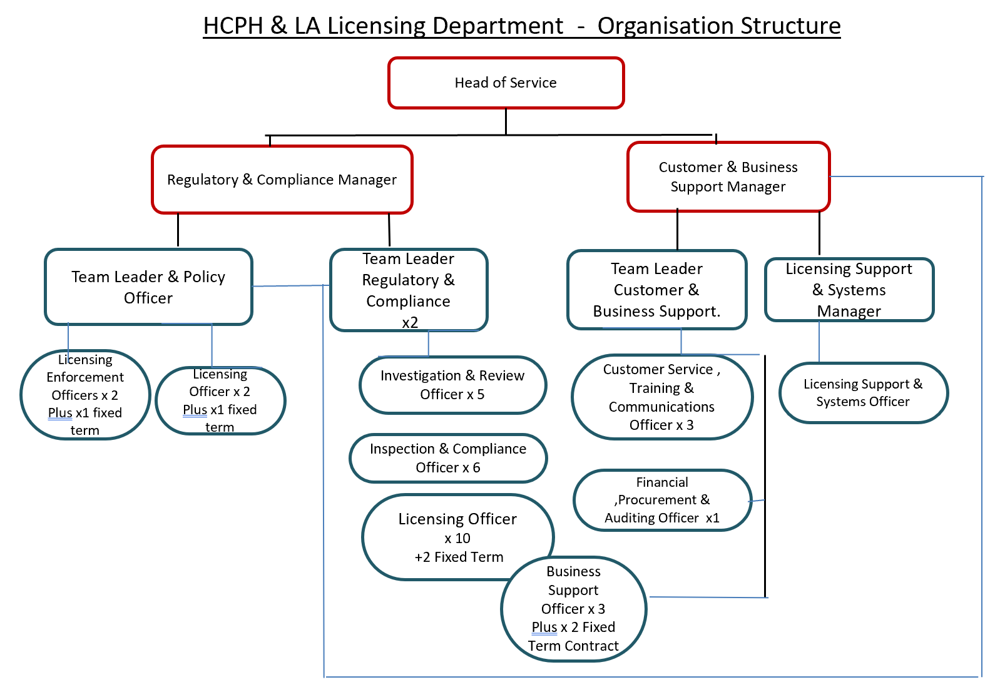 HCPH & LA Licensing Department  -  Organisation Structure
Head of Service
Regulatory & Compliance Manager
Customer & Business
Support Manager
Team Leader & Policy
Officer
Team Leader
Regulatory &
Compliance
x2
Team Leader
Customer &
Business Support.
Licensing Support
& Systems
Manager
Licensing
Enforcement
Officers x 2
Plus x1 fixed
term
Licensing
Officer x 2
Plus x1 fixed
term
Investigation & Review
Officer x 5
Customer Service ,
Training &
Communications
Officer x 3
Licensing Support &
Systems Officer
Inspection & Compliance
Officer x 6
Financial
,Procurement &
Auditing Officer  x1
Licensing Officer
x 10
+2 Fixed Term
Business
Support
Officer x 3
Plus x 2 Fixed
Term Contract